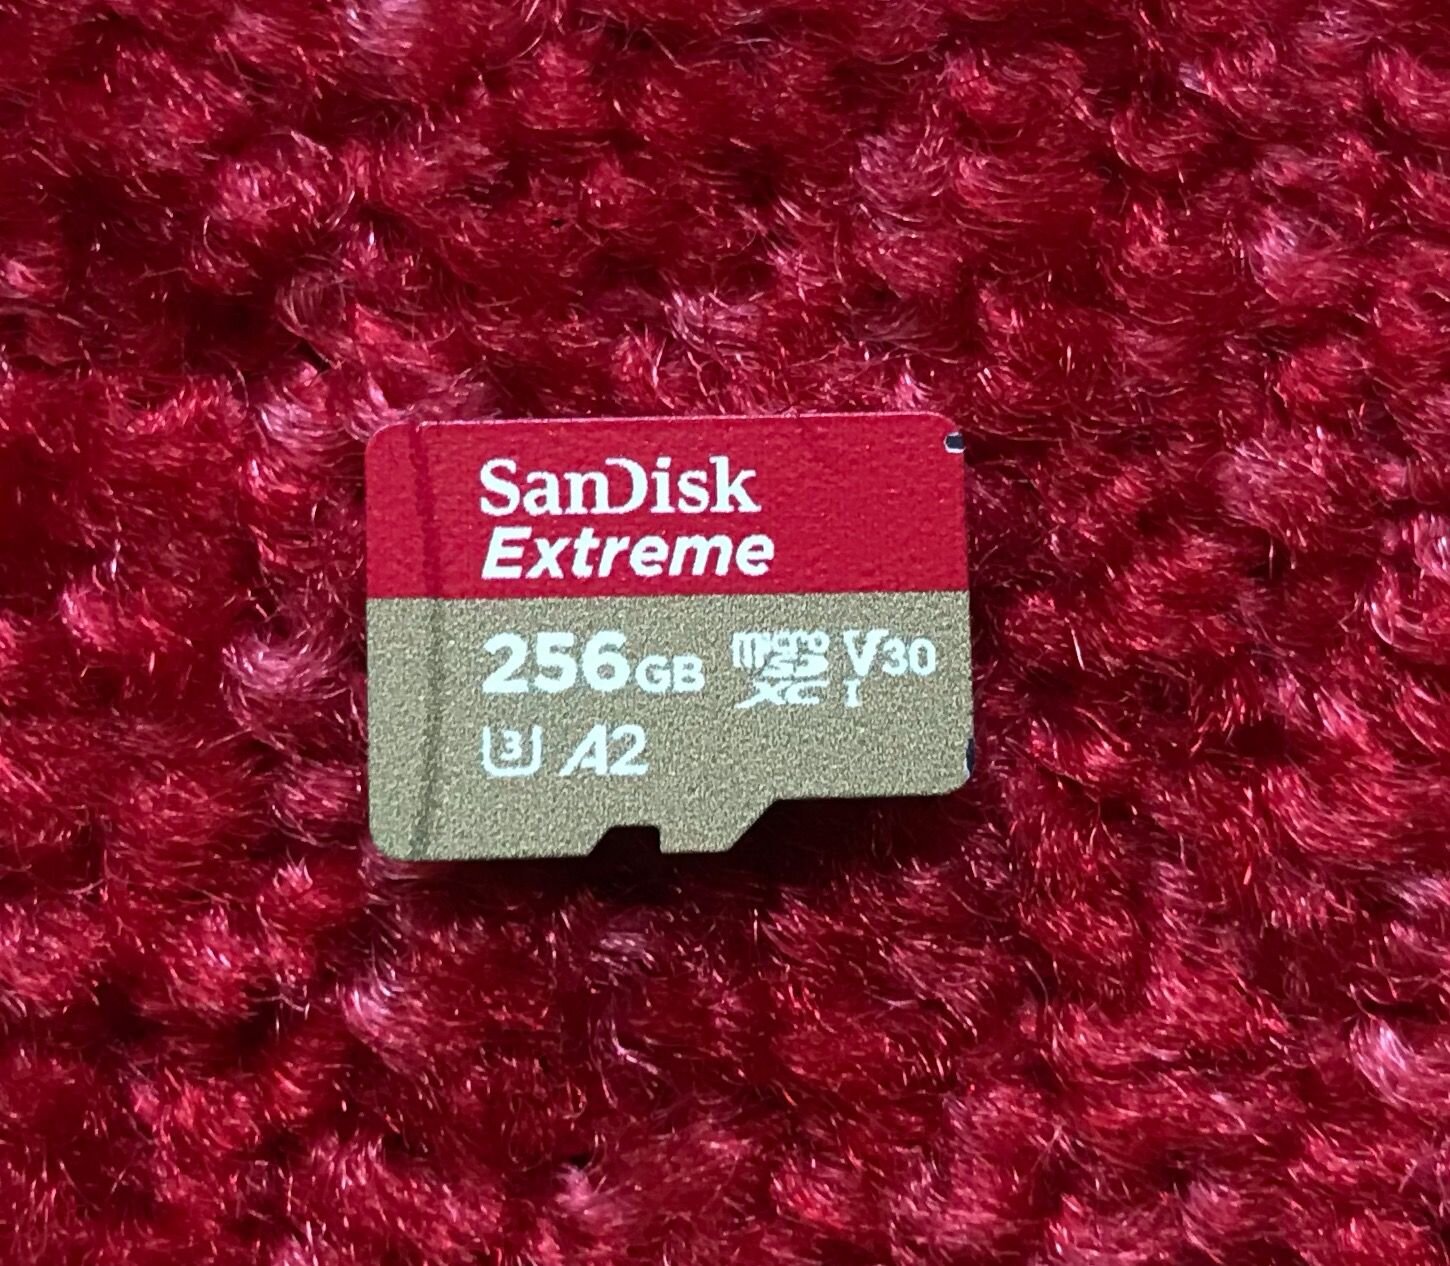 SanDisk
Extreme
256GB micro SD XC I V30
U3 A2